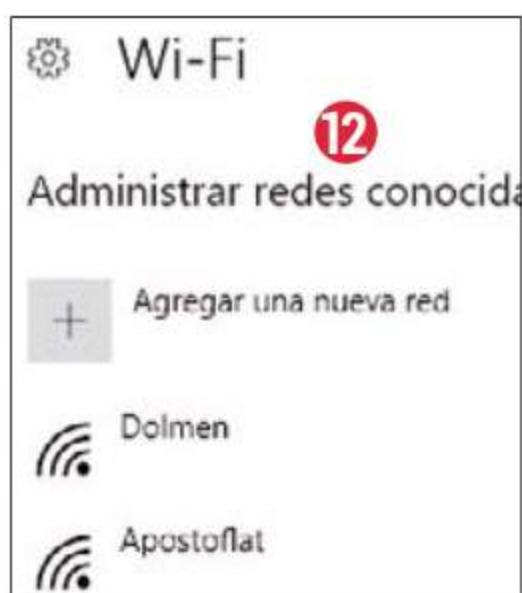 Wi-Fi
12
Administrar redes conocida
Agregar una nueva red
Dolmen
Apostoflat